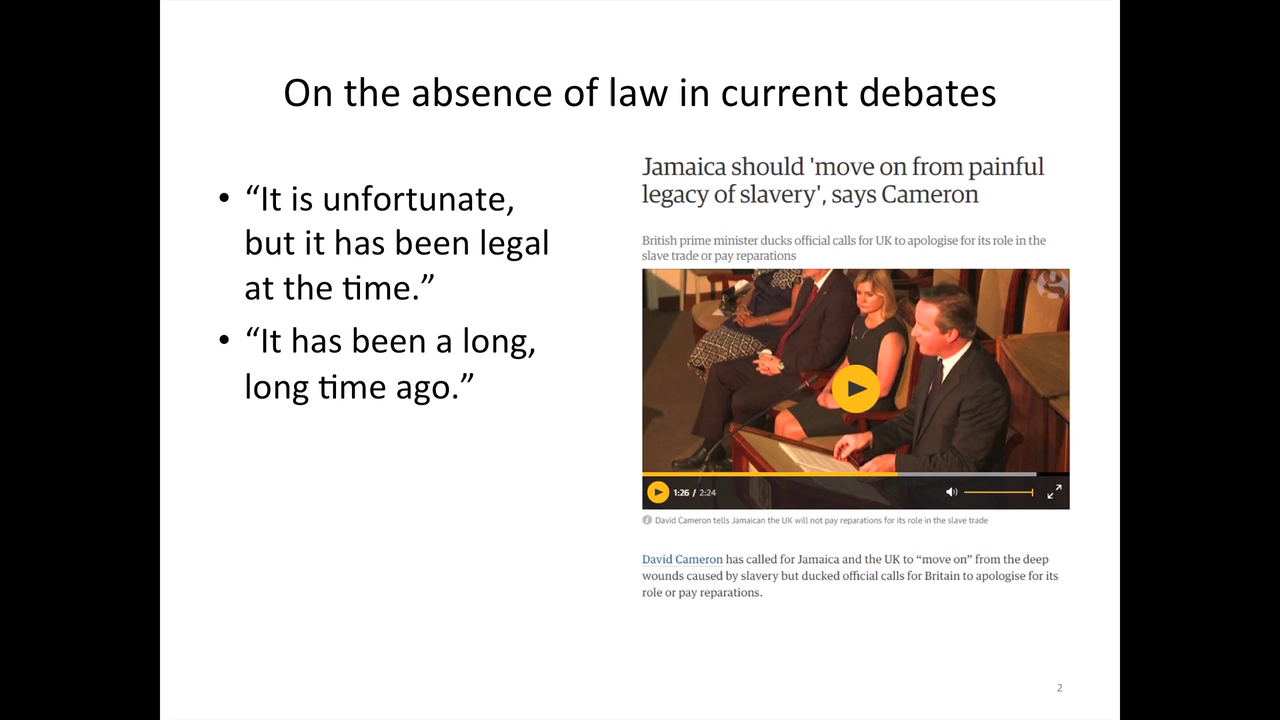 On the absence of law in current debates
• “It is unfortunate,
but it has been legal
at the time.”
• “It has been a long,
long time ago.”
Jamaica should 'move on from painful
legacy of slavery', says Cameron
British prime minister ducks official calls for UK to apologise for its role in the
slave trade or pay reparations
1:26 / 2:24
David Cameron tells Jamaican the UK will not pay reparations for its role in the slave trade
David Cameron has called for Jamaica and the UK to “move on” from the deep
wounds caused by slavery but ducked official calls for Britain to apologise for its
role or pay reparations.
2